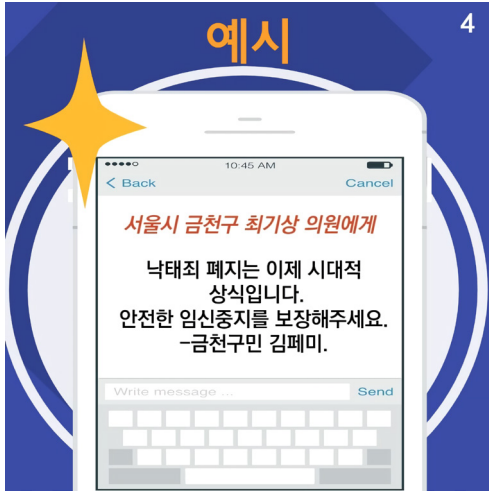 예시
4
10:45 AM
< Back
Cancel
서울시 금천구 최기상 의원에게
낙태죄 폐지는 이제 시대적
상식입니다.
안전한 임신중지를 보장해주세요.
-금천구민 김페미.
Write message ...
Send